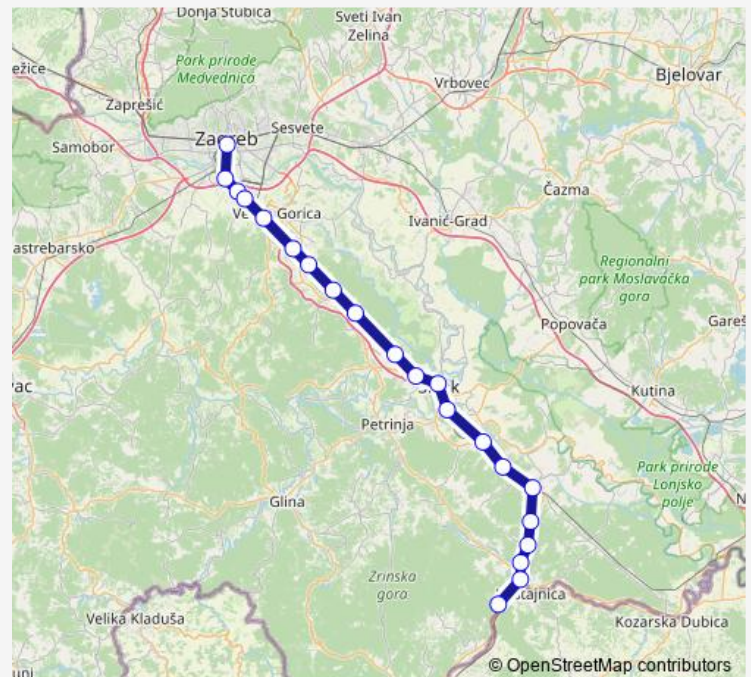 Donja Stubica
Sveti Ivan
Zelina
ežice
Park prirode
Medvednica
Vrbovec
Bjelovar
Zaprešić
Sesvete
Zagreb
Samobor
Čazma
Gorica
Ivanić-Grad
astrebarsko
Regionalni
park Moslavačka
gora
Popovača
Gareš
vac
Kutina
Petrinja
Park prirode
Lonjsko
polje
Glina
Zrinska
gora
Velika Kladuša
Kozarska Dubica
© OpenStreetMap contributors